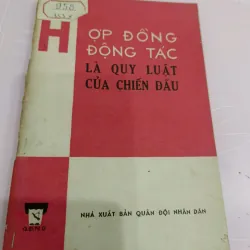 HỢP ĐỒNG
ĐỘNG TÁC
LÀ QUY LUẬT
CỦA CHIẾN ĐẤU
NHÀ XUẤT BẢN QUÂN ĐỘI NHÂN DÂN